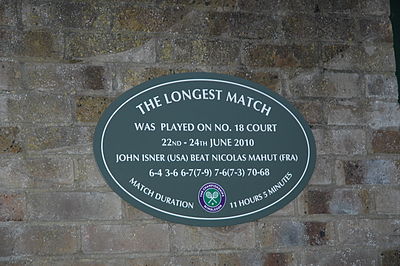 THE LONGEST MATCH
WAS PLAYED ON NO. 18 COURT
22ND - 24TH JUNE 2010
JOHN ISNER (USA) BEAT NICOLAS MAHUT (FRA)
6-4 3-6 6-7(7-9) 7-6(7-3) 70-68
MATCH DURATION 11 HOURS 5 MINUTES